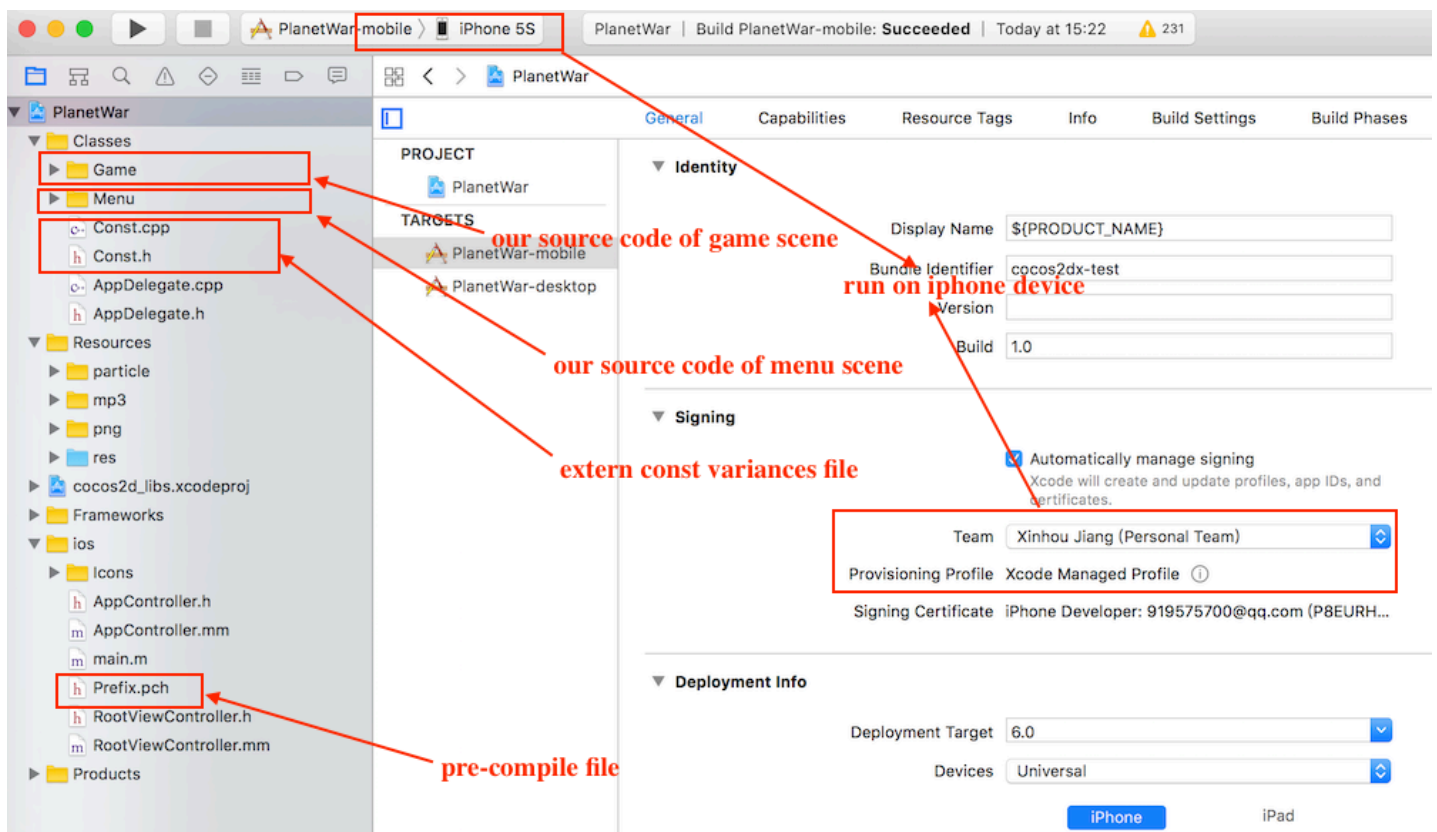 PlanetWar-mobile 〉 iPhone 5S
PlanetWar | Build PlanetWar-mobile: Succeeded | Today at 15:22 231
PlanetWar
PlanetWar
General Capabilities Resource Tags Info Build Settings Build Phases
Classes
Game
Menu
Const.cpp
Const.h
AppDelegate.cpp
AppDelegate.h
Resources
particle
mp3
png
res
cocos2d_libs.xcodeproj
Frameworks
ios
Icons
AppController.h
AppController.mm
main.m
Prefix.pch
RootViewController.h
RootViewController.mm
Products
PROJECT
PlanetWar
TARGETS
PlanetWar-mobile
PlanetWar-desktop
our source code of game scene
our source code of menu scene
extern const variances file
pre-compile file
run on iphone device
Identity
Display Name ${PRODUCT_NAME}
Bundle Identifier cocos2dx-test
Version
Build 1.0
Signing
Automatically manage signing
Xcode will create and update profiles, app IDs, and
certificates.
Team Xinhou Jiang (Personal Team)
Provisioning Profile Xcode Managed Profile
Signing Certificate iPhone Developer: 919575700@qq.com (P8EURH...
Deployment Info
Deployment Target 6.0
Devices Universal
iPhone iPad